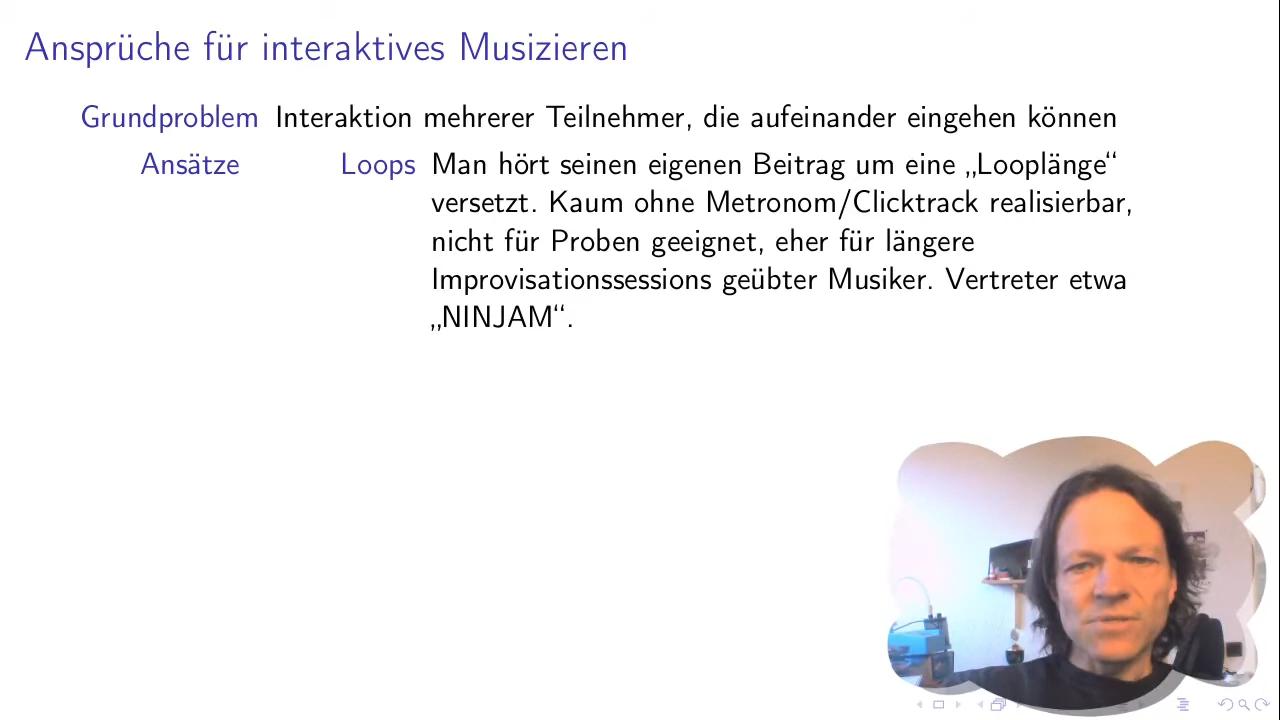 Ansprüche für interaktives Musizieren
Grundproblem Interaktion mehrerer Teilnehmer, die aufeinander eingehen können
Ansätze Loops Man hört seinen eigenen Beitrag um eine „Looplänge“
versetzt. Kaum ohne Metronom/Clicktrack realisierbar,
nicht für Proben geeignet, eher für längere
Improvisationssessions geübter Musiker. Vertreter etwa
„NINJAM“.